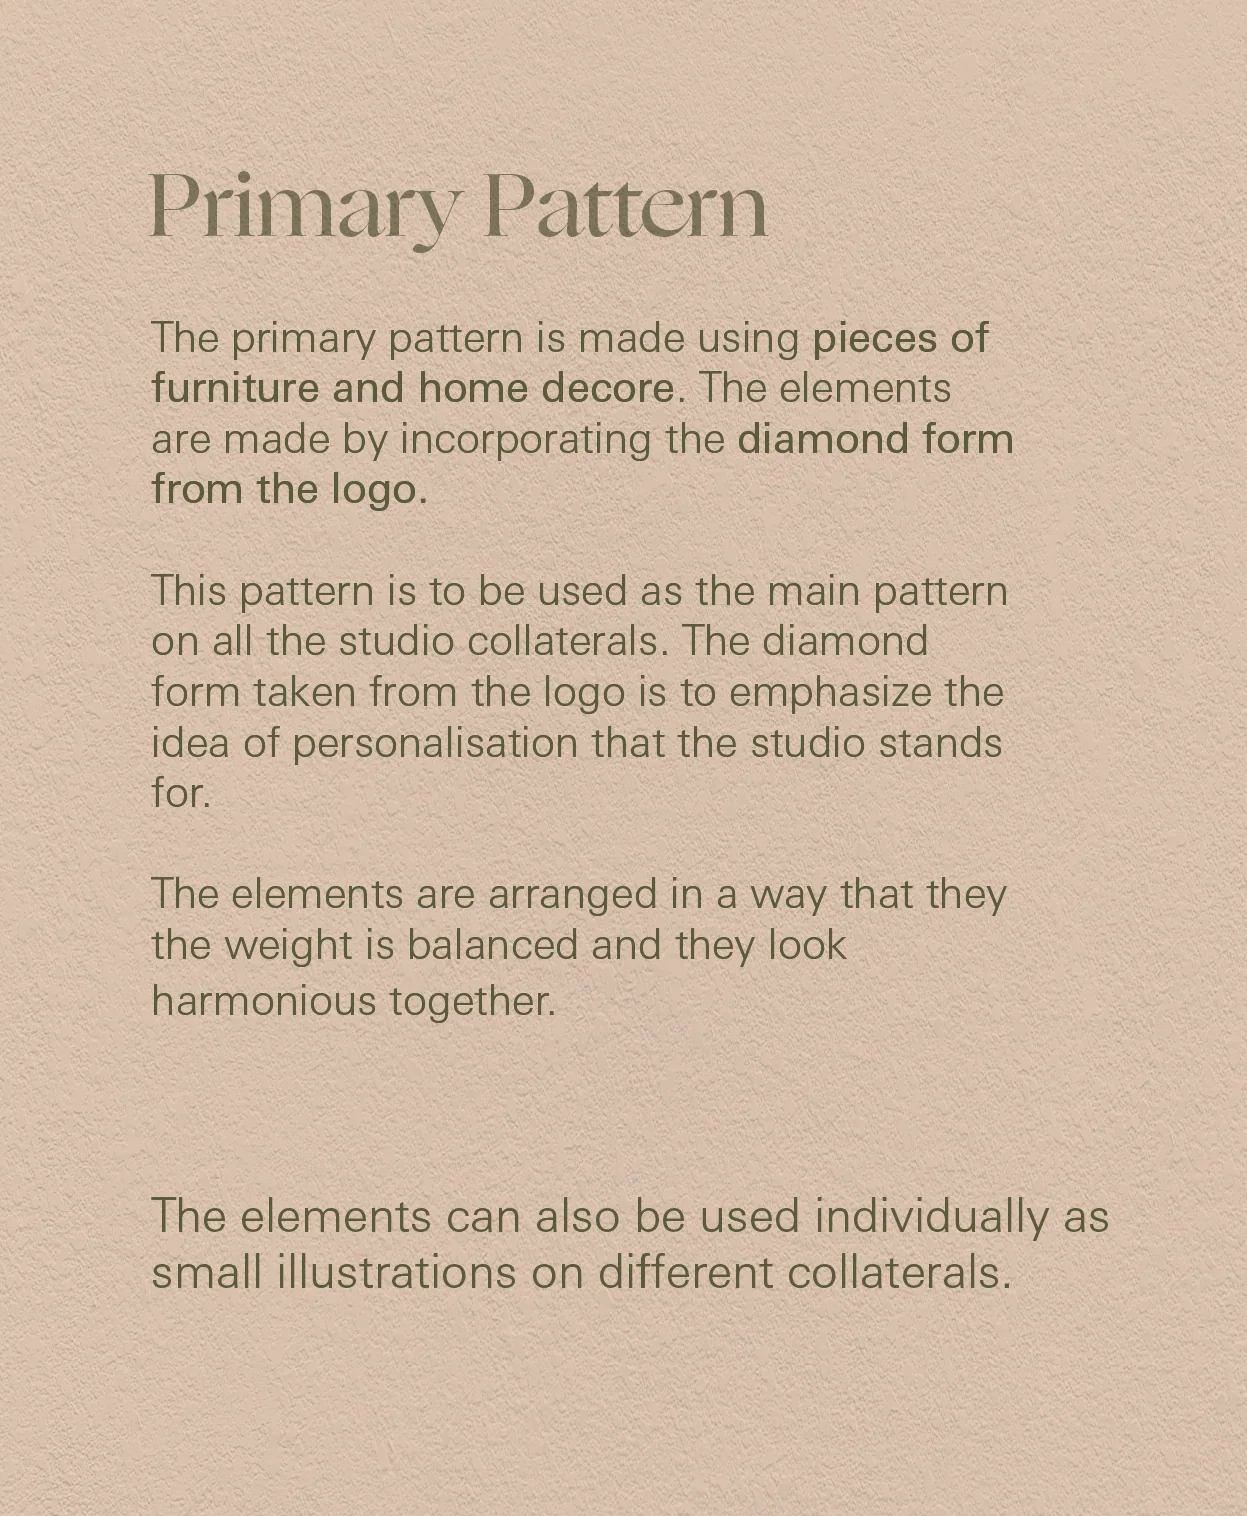 Primary Pattern
The primary pattern is made using pieces of
furniture and home decore. The elements
are made by incorporating the diamond form
from the logo.
This pattern is to be used as the main pattern
on all the studio collaterals. The diamond
form taken from the logo is to emphasize the
idea of personalisation that the studio stands
for.
The elements are arranged in a way that they
the weight is balanced and they look
harmonious together.
The elements can also be used individually as
small illustrations on different collaterals.